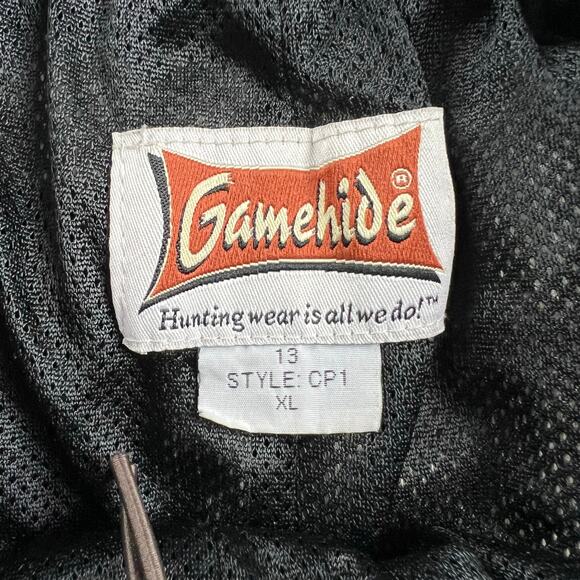 Gamehide®
Hunting wear is all we do!™
13
STYLE: CP1
XL